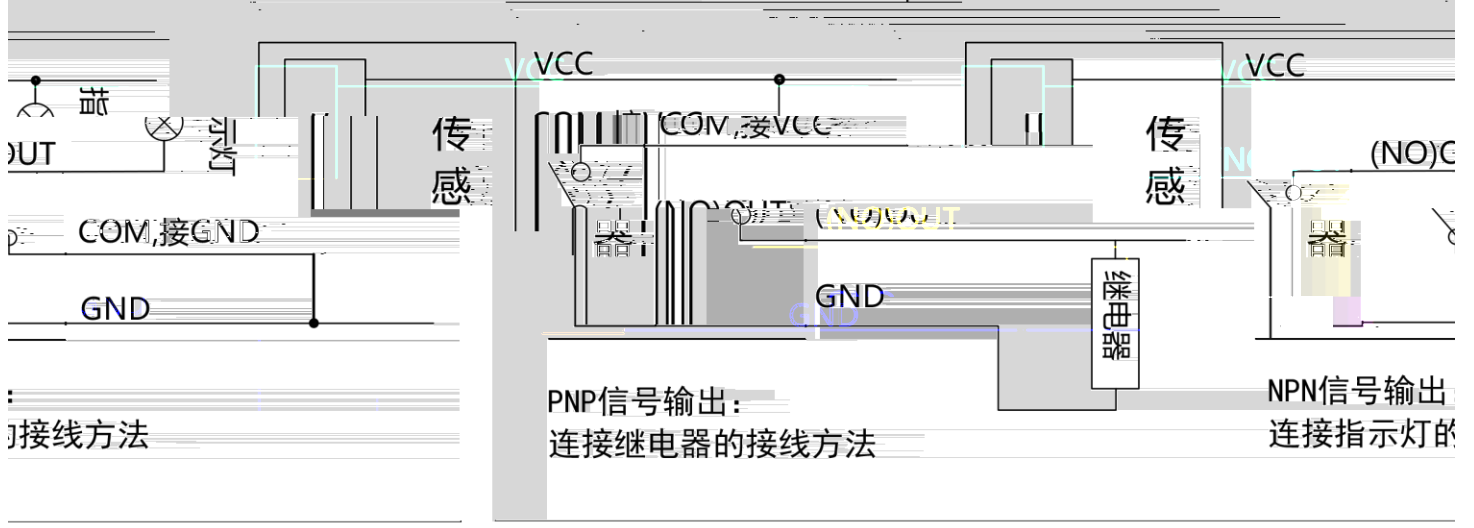 VCC
VCC
指
示灯
传
感
COM,接VCC
传
感
OUT
(NO)
COM,接GND
器
(NO)OUT
器
GND
GND
继电器
PNP信号输出:
连接继电器的接线方法
NPN信号输出
连接指示灯的
接线方法